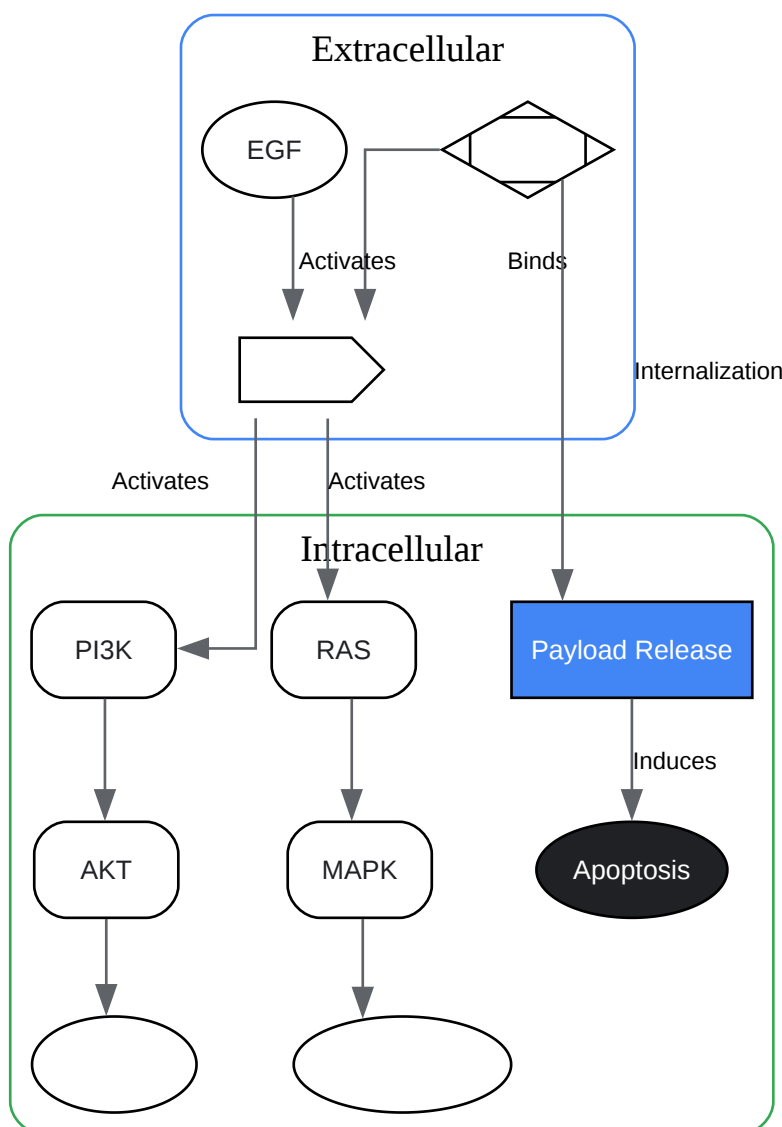 Extracellular
EGF
Activates
Binds
Internalization
Activates
Activates
Intracellular
PI3K
RAS
Payload Release
Induces
AKT
MAPK
Apoptosis